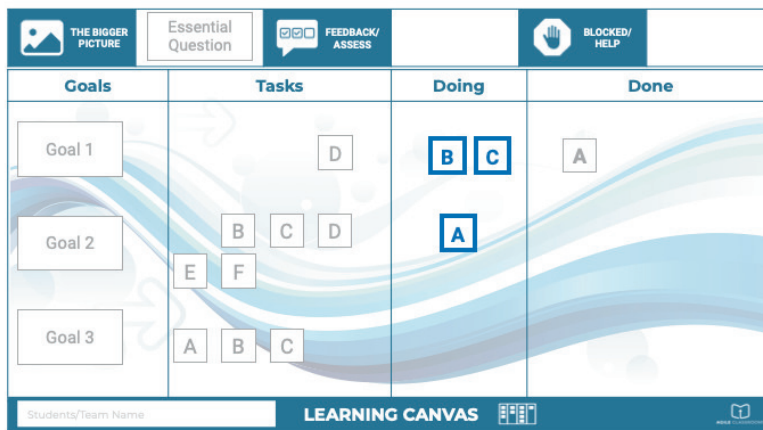 THE BIGGER
PICTURE
Essential
Question
FEEDBACK/
ASSESS
BLOCKED/
HELP
Goals Tasks Doing Done
Goal 1 D B C A
Goal 2 B C D A
E F
Goal 3 A B C
Students/Team Name LEARNING CANVAS